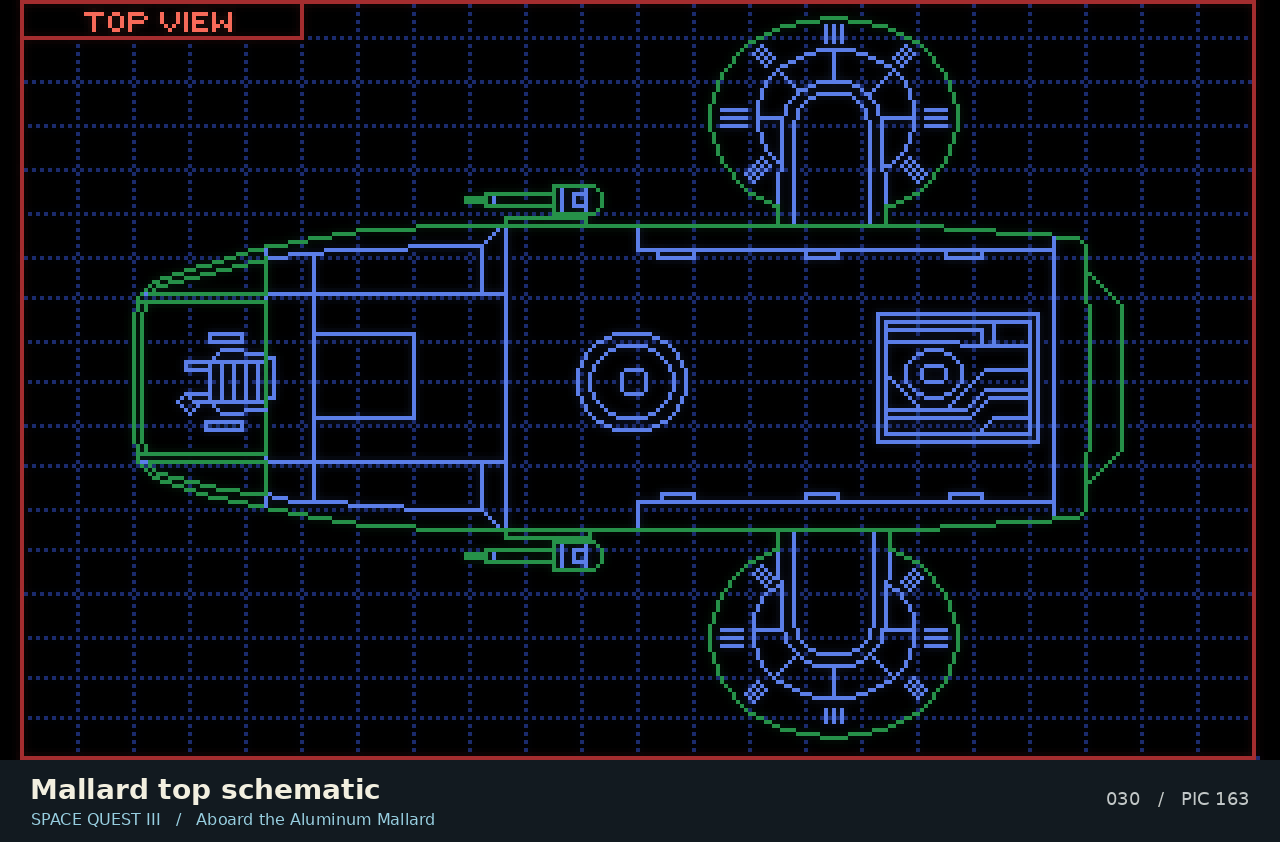 TOP VIEW
Mallard top schematic
SPACE QUEST III / Aboard the Aluminum Mallard
030 / PIC 163